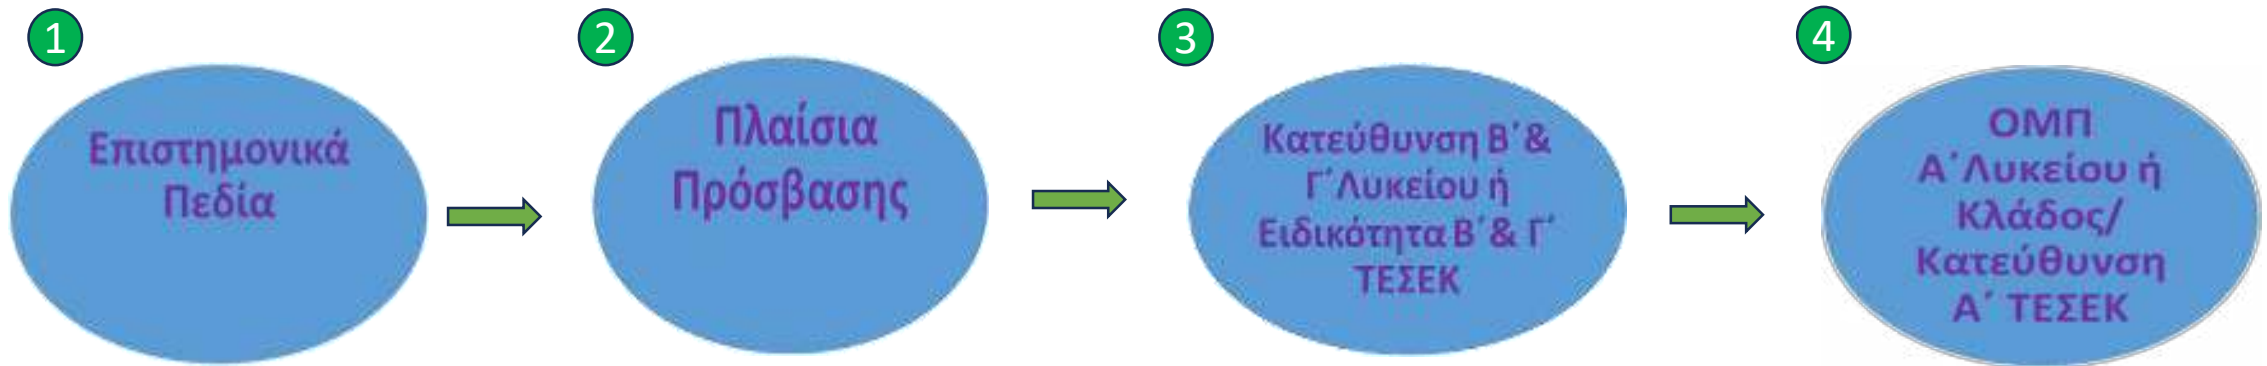 1
Επιστημονικά
Πεδία
2
Πλαίσια
Πρόσβασης
3
Κατεύθυνση Β΄&
Γ΄Λυκείου ή
Ειδικότητα Β΄& Γ΄
ΤΕΣΕΚ
4
ΟΜΠ
Α΄Λυκείου ή
Κλάδος/
Κατεύθυνση
Α΄ ΤΕΣΕΚ